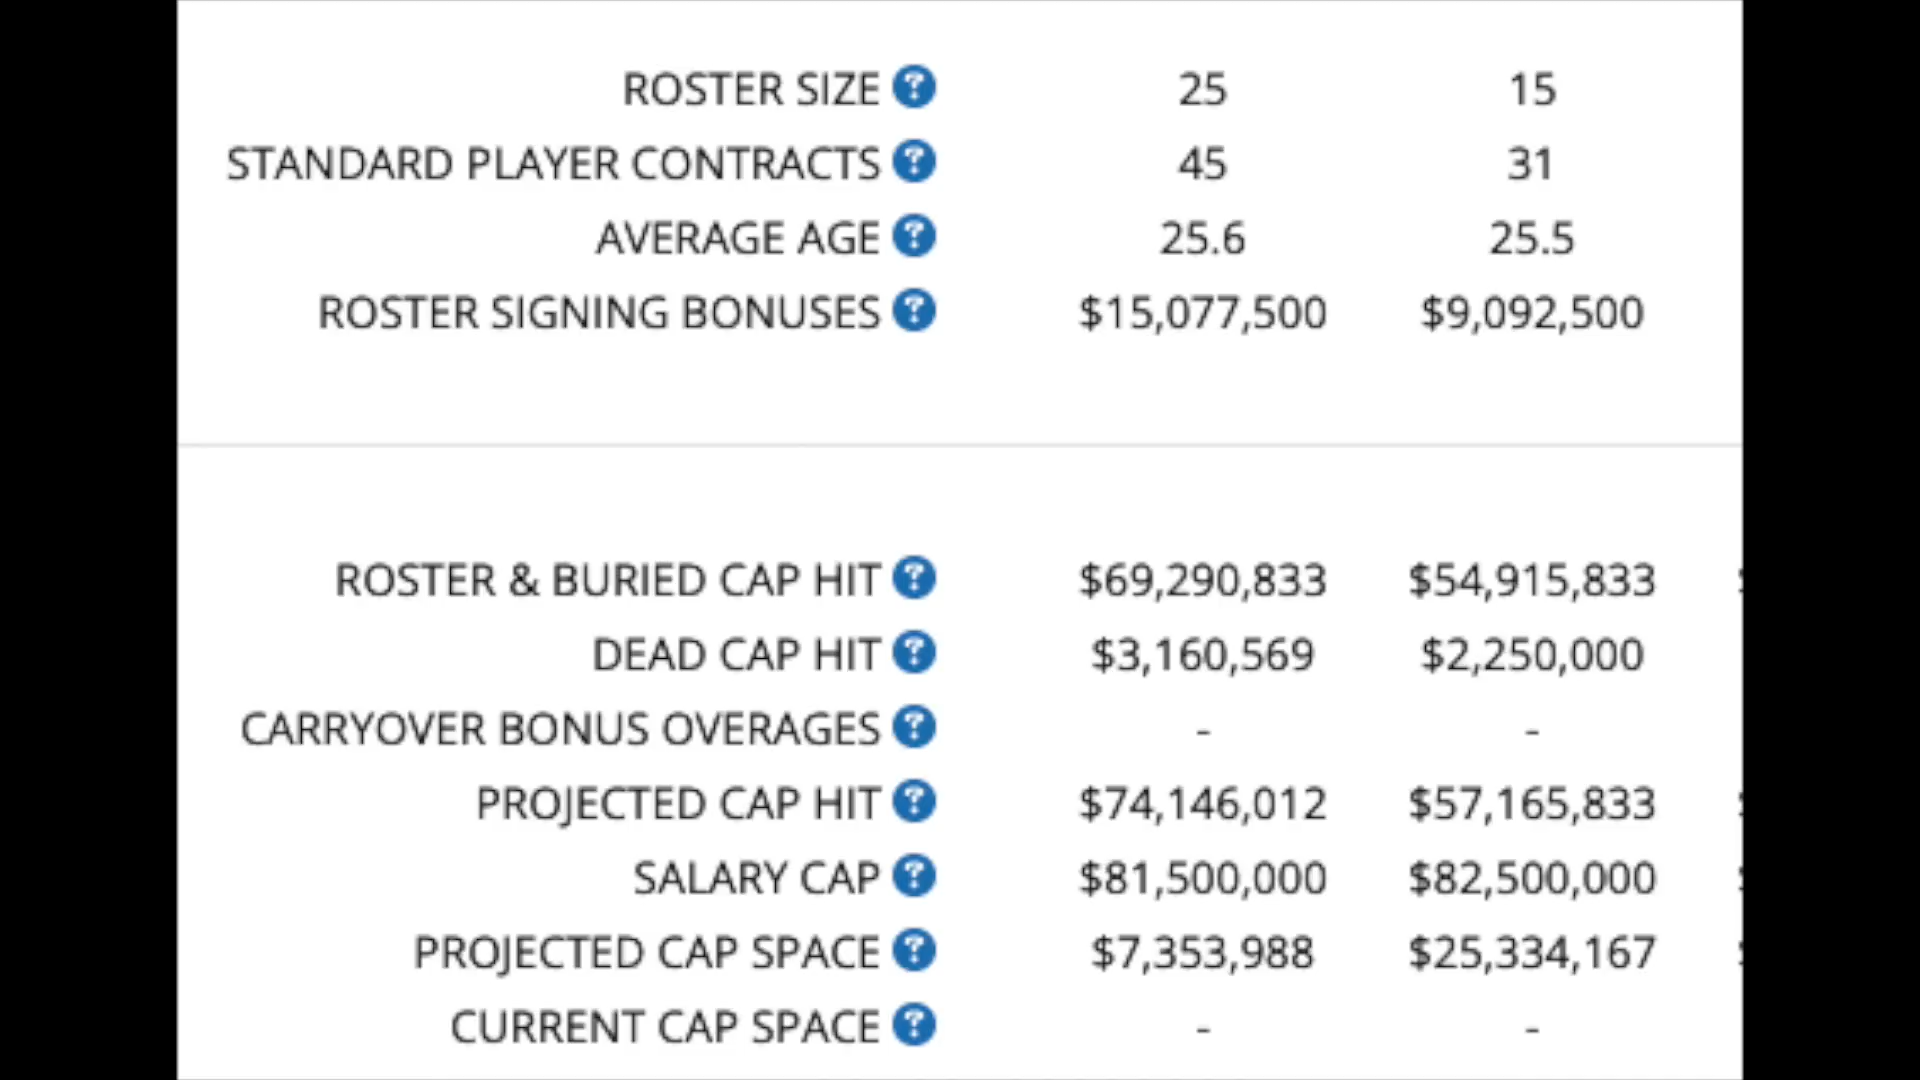 ROSTER SIZE ? 25 15
STANDARD PLAYER CONTRACTS ? 45 31
AVERAGE AGE ? 25.6 25.5
ROSTER SIGNING BONUSES ? $15,077,500 $9,092,500
ROSTER & BURIED CAP HIT ? $69,290,833 $54,915,833
DEAD CAP HIT ? $3,160,569 $2,250,000
CARRYOVER BONUS OVERAGES ? - -
PROJECTED CAP HIT ? $74,146,012 $57,165,833
SALARY CAP ? $81,500,000 $82,500,000
PROJECTED CAP SPACE ? $7,353,988 $25,334,167
CURRENT CAP SPACE ? - -